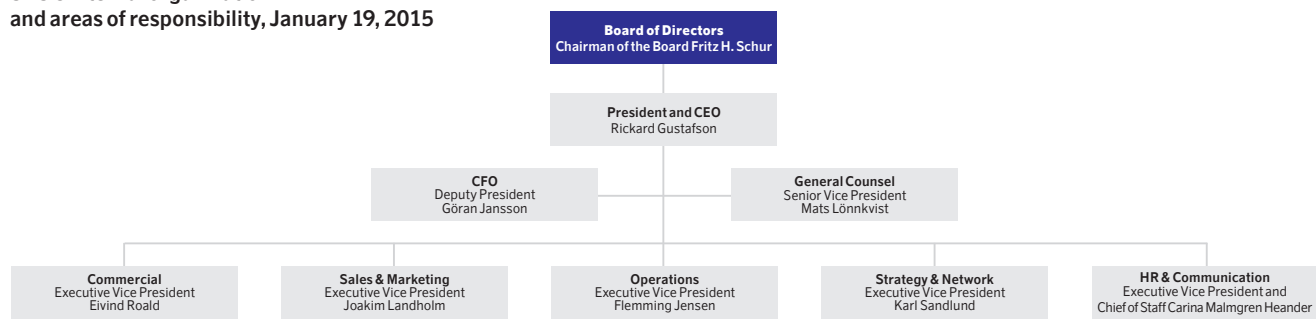 and areas of responsibility, January 19, 2015
Board of Directors
Chairman of the Board Fritz H. Schur
President and CEO
Rickard Gustafson
CFO
Deputy President
Göran Jansson
General Counsel
Senior Vice President
Mats Lönnkvist
Commercial
Executive Vice President
Eivind Roald
Sales & Marketing
Executive Vice President
Joakim Landholm
Operations
Executive Vice President
Flemming Jensen
Strategy & Network
Executive Vice President
Karl Sandlund
HR & Communication
Executive Vice President and
Chief of Staff Carina Malmgren Heander